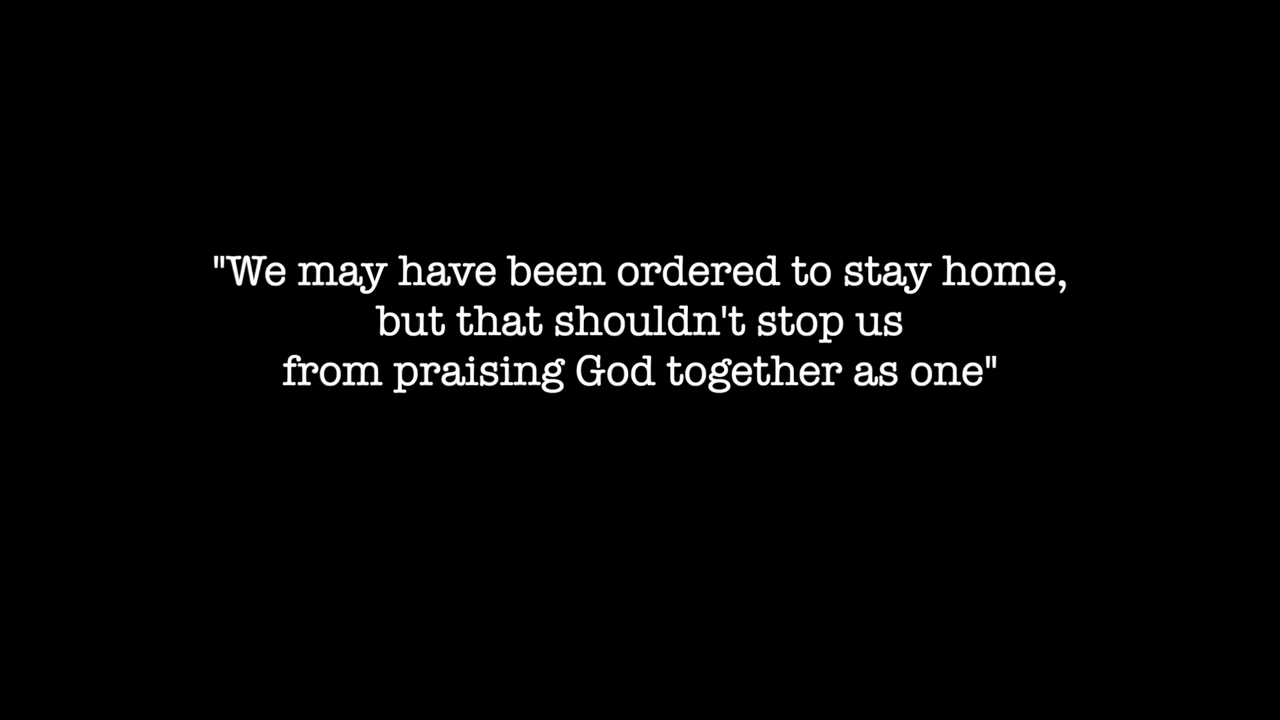 "We may have been ordered to stay home,
but that shouldn't stop us
from praising God together as one"